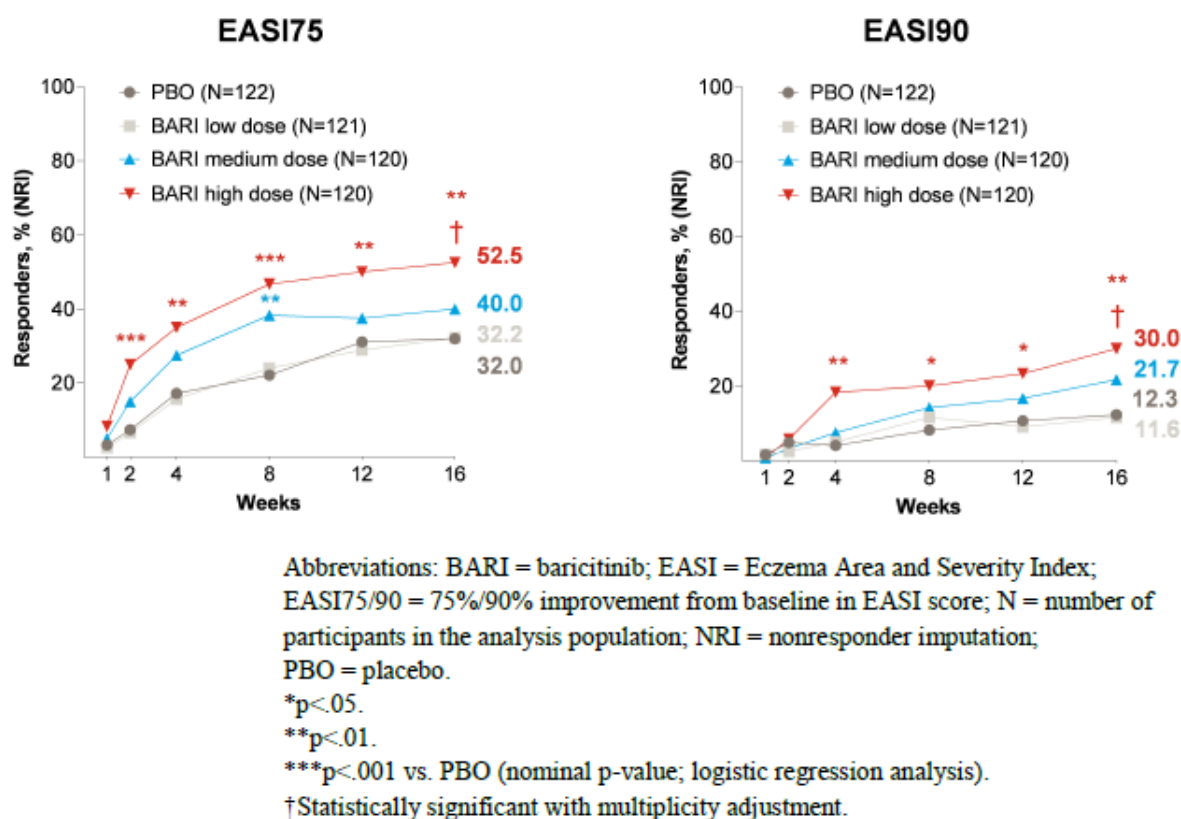 EASI75
100
80
60
40
20
Responders, % (NRI)
PBO (N=122)
BARI low dose (N=121)
BARI medium dose (N=120)
BARI high dose (N=120)
***
**
***
**
**
**
†
52.5
40.0
32.2
32.0
1 2 4 8 12 16
Weeks
EASI90
100
80
60
40
20
Responders, % (NRI)
PBO (N=122)
BARI low dose (N=121)
BARI medium dose (N=120)
BARI high dose (N=120)
**
*
*
**
†
30.0
21.7
12.3
11.6
1 2 4 8 12 16
Weeks
Abbreviations: BARI = baricitinib; EASI = Eczema Area and Severity Index;
EASI75/90 = 75%/90% improvement from baseline in EASI score; N = number of
participants in the analysis population; NRI = nonresponder imputation;
PBO = placebo.
*p<.05.
**p<.01.
***p<.001 vs. PBO (nominal p-value; logistic regression analysis).
†Statistically significant with multiplicity adjustment.